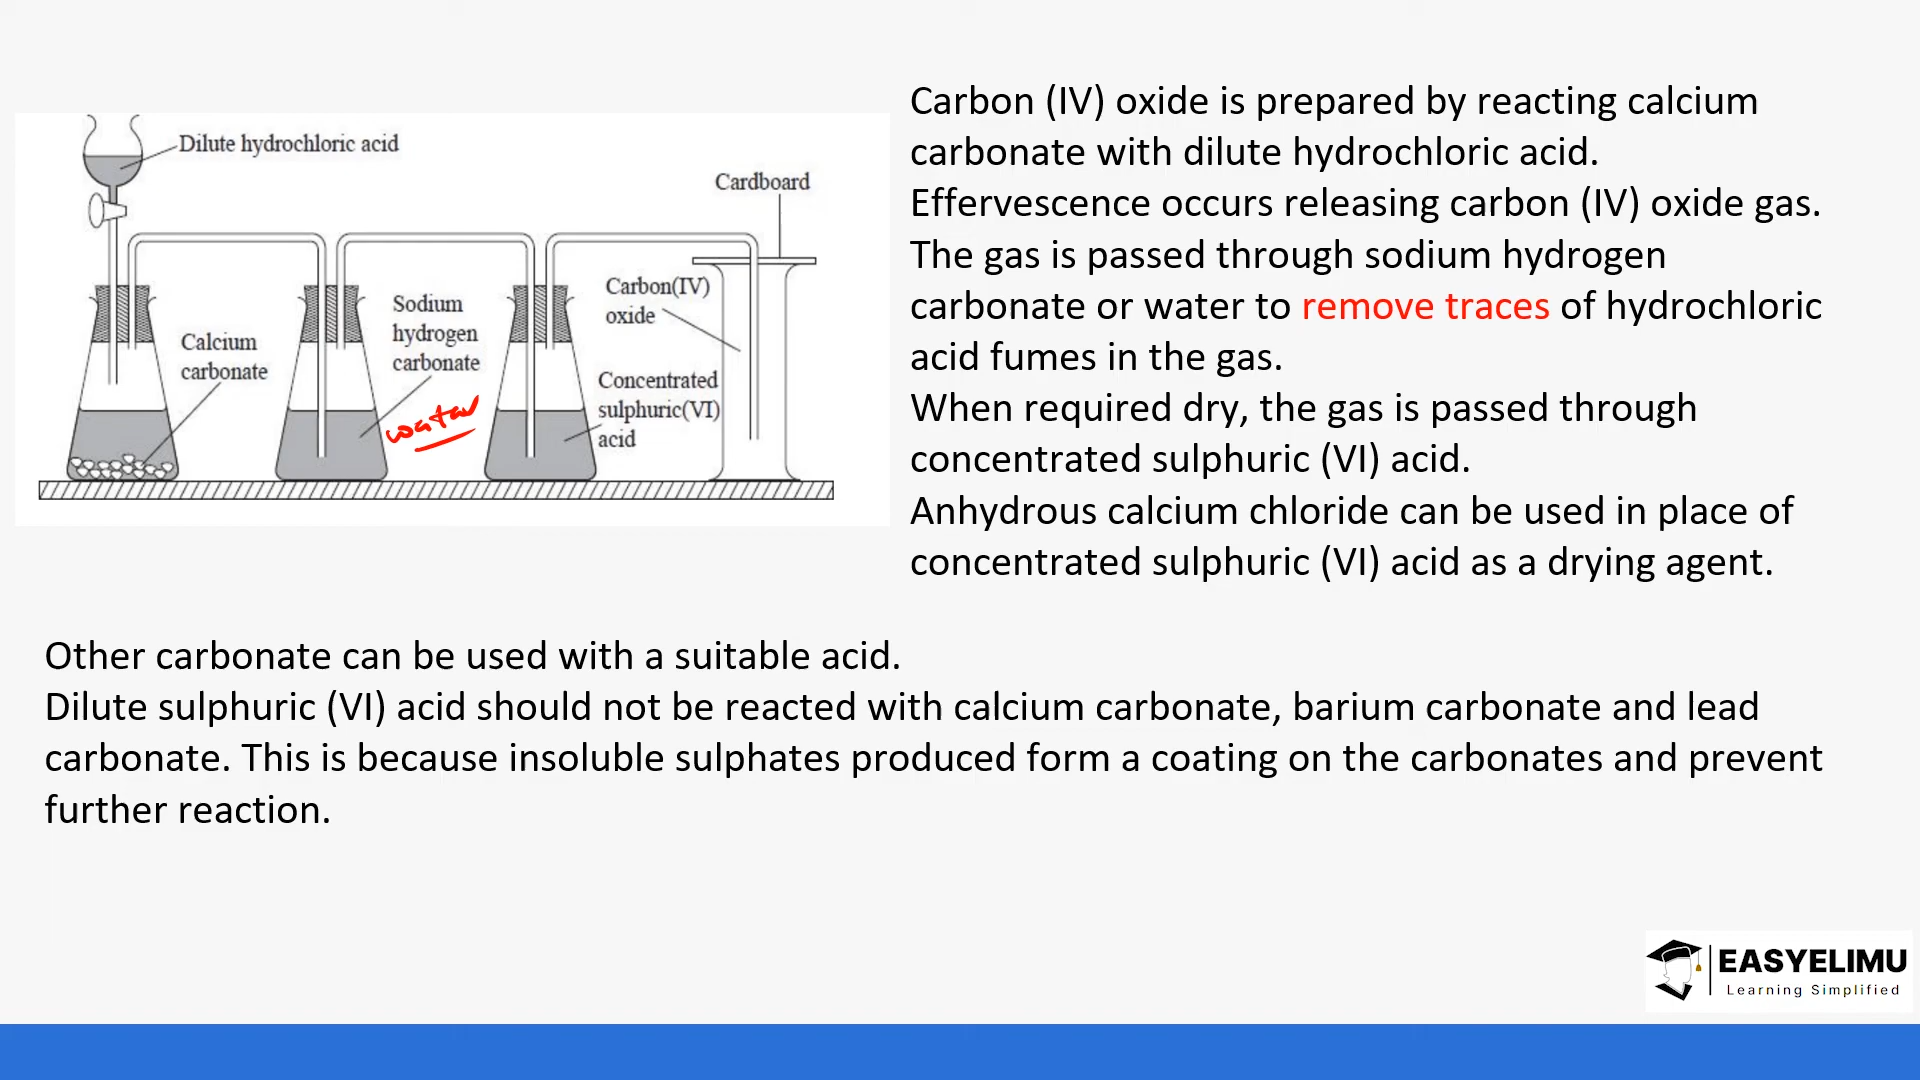 Dilute hydrochloric acid
Cardboard
Carbon(IV)
oxide
Sodium
hydrogen
carbonate
Calcium
carbonate
Concentrated
sulphuric(VI)
acid
water
Carbon (IV) oxide is prepared by reacting calcium
carbonate with dilute hydrochloric acid.
Effervescence occurs releasing carbon (IV) oxide gas.
The gas is passed through sodium hydrogen
carbonate or water to remove traces of hydrochloric
acid fumes in the gas.
When required dry, the gas is passed through
concentrated sulphuric (VI) acid.
Anhydrous calcium chloride can be used in place of
concentrated sulphuric (VI) acid as a drying agent.
Other carbonate can be used with a suitable acid.
Dilute sulphuric (VI) acid should not be reacted with calcium carbonate, barium carbonate and lead
carbonate. This is because insoluble sulphates produced form a coating on the carbonates and prevent
further reaction.
EASYELIMU
Learning Simplified